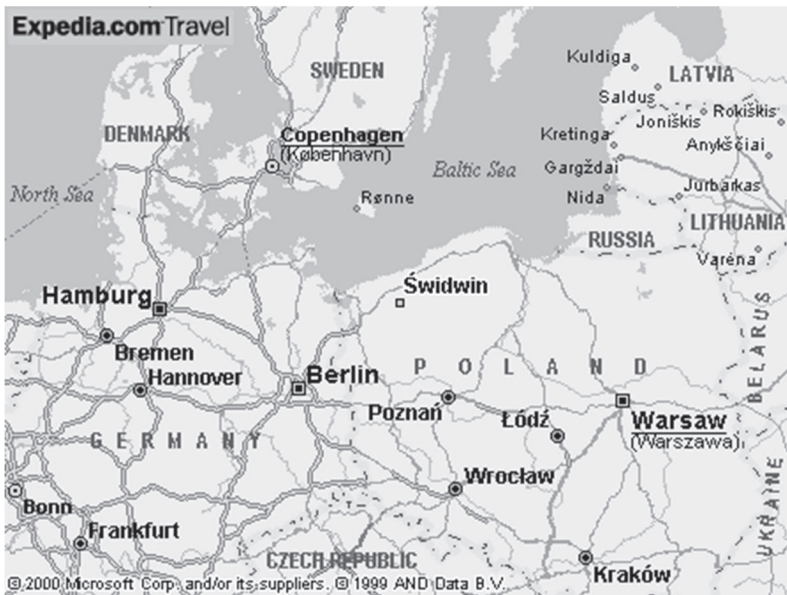 Expedia.com Travel
SWEDEN
Kuldiga
LATVIA
Saldus
Joniškis
Rokiškis
DENMARK
Copenhagen
(København)
Kretinga
Anykščiai
Baltic Sea
Gargždai
North Sea
Rønne
Nida
Jurbarkas
LITHUANIA
RUSSIA
Varėna
Świdwin
Hamburg
BELARUS
Bremen
POLAND
Hannover
Berlin
Poznań
Łódź
Warsaw
(Warszawa)
GERMANY
Wrocław
Bonn
UKRAINE
Frankfurt
CZECH REPUBLIC
Kraków
© 2000 Microsoft Corp. and/or its suppliers. © 1999 AND Data B.V.